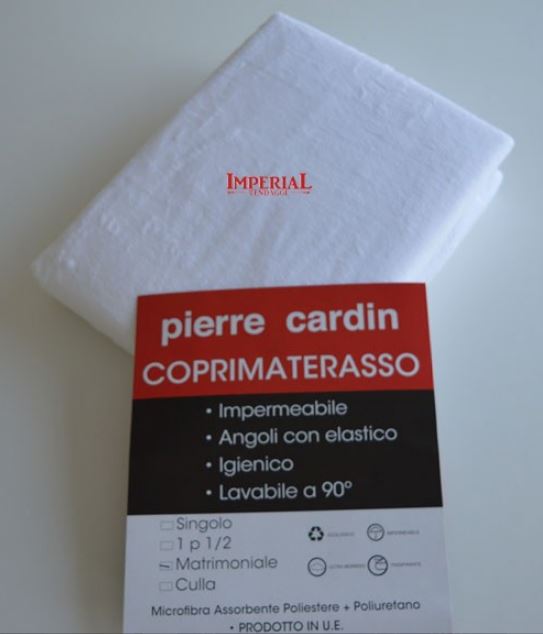 IMPERIAL
TENDAGGI
pierre cardin
COPRIMATERASSO
• Impermeabile
• Angoli con elastico
• Igienico
• Lavabile a 90°
Singolo
1 p 1/2
Matrimoniale
Culla
Microfibra Assorbente Poliestere + Poliuretano
• PRODOTTO IN U.E.